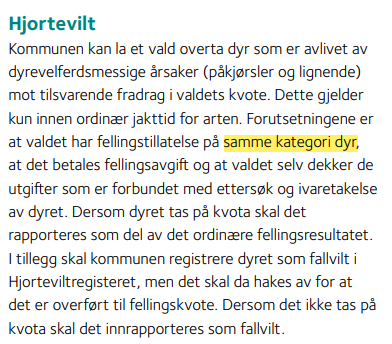 Hjortevilt
Kommunen kan la et vald overta dyr som er avlivet av
dyrevelferdsmessige årsaker (påkjørsler og lignende)
mot tilsvarende fradrag i valdets kvote. Dette gjelder
kun innen ordinær jakttid for arten. Forutsetningene er
at valdet har fellingstillatelse på samme kategori dyr,
at det betales fellingsavgift og at valdet selv dekker de
utgifter som er forbundet med ettersøk og ivaretakelse
av dyret. Dersom dyret tas på kvota skal det
rapporteres som del av det ordinære fellingsresultatet.
I tillegg skal kommunen registrere dyret som fallvilt i
Hjorteviltregisteret, men det skal da hakes av for at
det er overført til fellingskvote. Dersom det ikke tas på
kvota skal det innrapporteres som fallvilt.